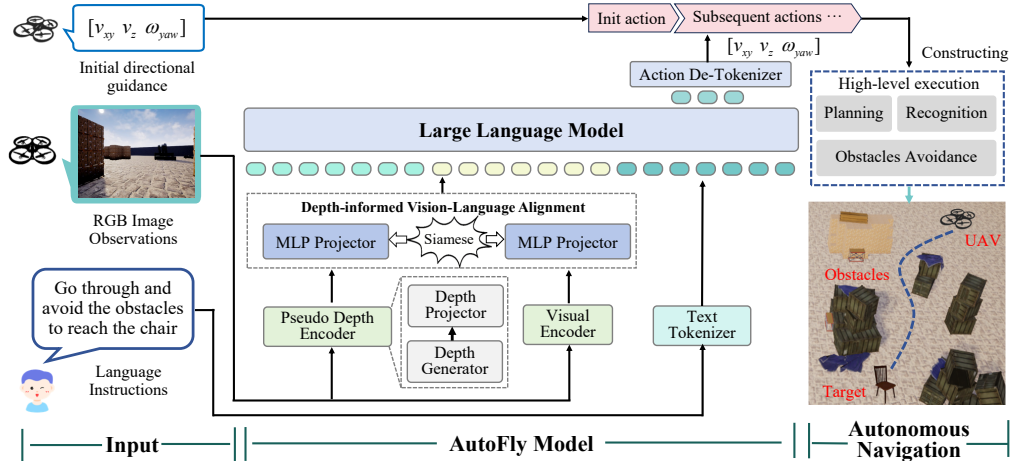 [v_xy v_z ω_yaw]
Initial directional
guidance
RGB Image
Observations
Go through and
avoid the obstacles
to reach the chair
Language
Instructions
Input
Init action
Subsequent actions ···
[v_xy v_z ω_yaw]
Action De-Tokenizer
Large Language Model
Depth-informed Vision-Language Alignment
MLP Projector
Siamese
MLP Projector
Pseudo Depth
Encoder
Depth
Projector
Depth
Generator
Visual
Encoder
Text
Tokenizer
AutoFly Model
Constructing
High-level execution
Planning
Recognition
Obstacles Avoidance
UAV
Obstacles
Target
Autonomous
Navigation